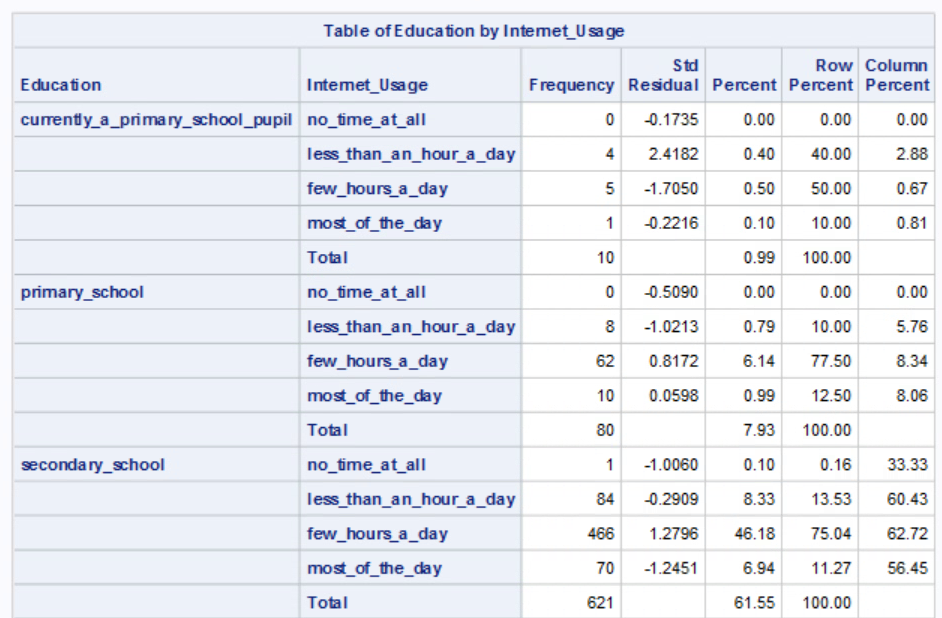 Table of Education by Internet_Usage
Education Internet_Usage Frequency Std Residual Percent Row Percent Column Percent
currently_a_primary_school_pupil no_time_at_all 0 -0.1735 0.00 0.00 0.00
less_than_an_hour_a_day 4 2.4182 0.40 40.00 2.88
few_hours_a_day 5 -1.7050 0.50 50.00 0.67
most_of_the_day 1 -0.2216 0.10 10.00 0.81
Total 10 0.99 100.00
primary_school no_time_at_all 0 -0.5090 0.00 0.00 0.00
less_than_an_hour_a_day 8 -1.0213 0.79 10.00 5.76
few_hours_a_day 62 0.8172 6.14 77.50 8.34
most_of_the_day 10 0.0598 0.99 12.50 8.06
Total 80 7.93 100.00
secondary_school no_time_at_all 1 -1.0060 0.10 0.16 33.33
less_than_an_hour_a_day 84 -0.2909 8.33 13.53 60.43
few_hours_a_day 466 1.2796 46.18 75.04 62.72
most_of_the_day 70 -1.2451 6.94 11.27 56.45
Total 621 61.55 100.00